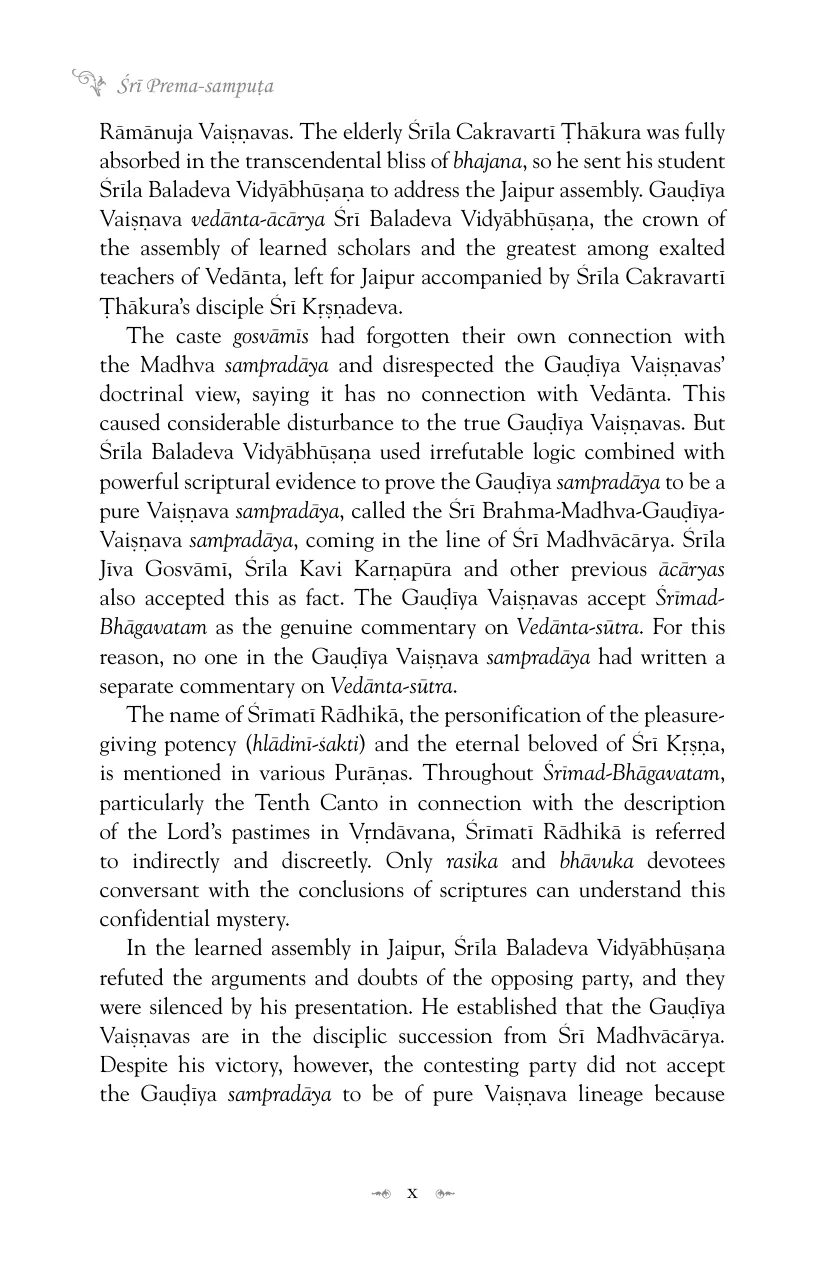 Śrī Prema-sampuṭa
Rāmānuja Vaiṣṇavas. The elderly Śrīla Cakravartī Ṭhākura was fully
absorbed in the transcendental bliss of bhajana, so he sent his student
Śrīla Baladeva Vidyābhūṣaṇa to address the Jaipur assembly. Gauḍīya
Vaiṣṇava vedānta-ācārya Śrī Baladeva Vidyābhūṣaṇa, the crown of
the assembly of learned scholars and the greatest among exalted
teachers of Vedānta, left for Jaipur accompanied by Śrīla Cakravartī
Ṭhākura’s disciple Śrī Kṛṣṇadeva.
The caste gosvāmīs had forgotten their own connection with
the Madhva sampradāya and disrespected the Gauḍīya Vaiṣṇavas’
doctrinal view, saying it has no connection with Vedānta. This
caused considerable disturbance to the true Gauḍīya Vaiṣṇavas. But
Śrīla Baladeva Vidyābhūṣaṇa used irrefutable logic combined with
powerful scriptural evidence to prove the Gauḍīya sampradāya to be a
pure Vaiṣṇava sampradāya, called the Śrī Brahma-Madhva-Gauḍīya-
Vaiṣṇava sampradāya, coming in the line of Śrī Madhvācārya. Śrīla
Jīva Gosvāmī, Śrīla Kavi Karṇapūra and other previous ācāryas
also accepted this as fact. The Gauḍīya Vaiṣṇavas accept Śrīmad-
Bhāgavatam as the genuine commentary on Vedānta-sūtra. For this
reason, no one in the Gauḍīya Vaiṣṇava sampradāya had written a
separate commentary on Vedānta-sūtra.
The name of Śrīmatī Rādhikā, the personification of the pleasure-
giving potency (hlādinī-śakti) and the eternal beloved of Śrī Kṛṣṇa,
is mentioned in various Purāṇas. Throughout Śrīmad-Bhāgavatam,
particularly the Tenth Canto in connection with the description
of the Lord’s pastimes in Vṛndāvana, Śrīmatī Rādhikā is referred
to indirectly and discreetly. Only rasika and bhāvuka devotees
conversant with the conclusions of scriptures can understand this
confidential mystery.
In the learned assembly in Jaipur, Śrīla Baladeva Vidyābhūṣaṇa
refuted the arguments and doubts of the opposing party, and they
were silenced by his presentation. He established that the Gauḍīya
Vaiṣṇavas are in the disciplic succession from Śrī Madhvācārya.
Despite his victory, however, the contesting party did not accept
the Gauḍīya sampradāya to be of pure Vaiṣṇava lineage because
x